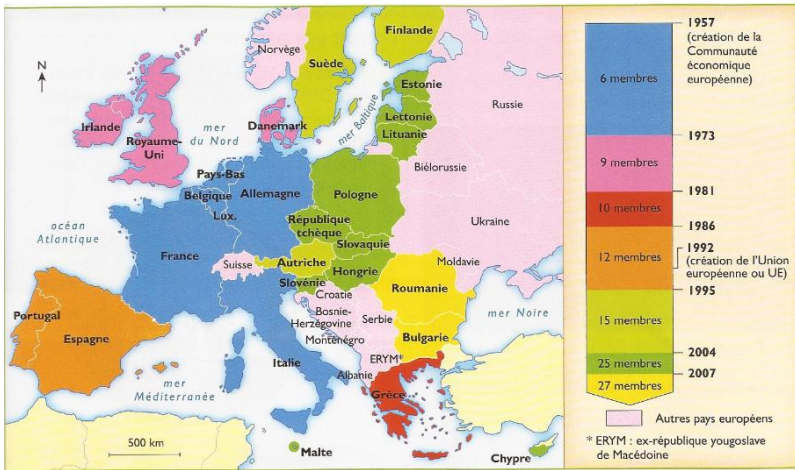 Norvège
Finlande
Suède
N
Estonie
Russie
mer Baltique
Lettonie
Lituanie
Irlande
Royaume-
Uni
mer
du Nord
Danemark
Biélorussie
Pays-Bas
Belgique
Allemagne
Pologne
Lux.
Ukraine
océan
Atlantique
République
tchèque
Slovaquie
France
Suisse
Autriche
Hongrie
Moldavie
Slovénie
Croatie
Roumanie
Bosnie-
Herzégovine
Serbie
mer Noire
Portugal
Espagne
Monténégro
Bulgarie
Italie
ERYM*
Albanie
mer
Méditerranée
Grèce
500 km
Malte
Chypre
1957
(création de la
Communauté
économique
européenne)
6 membres
1973
9 membres
1981
10 membres
1986
12 membres
1992
(création de l'Union
européenne ou UE)
1995
15 membres
2004
25 membres
2007
27 membres
Autres pays européens
* ERYM : ex-république yougoslave
de Macédoine